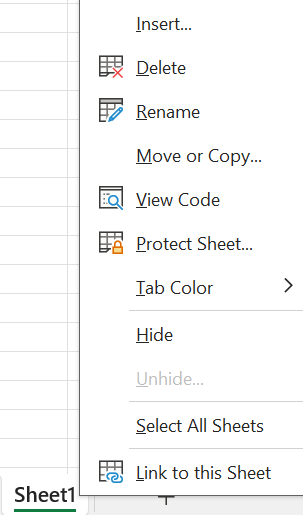 Insert...
Delete
Rename
Move or Copy...
View Code
Protect Sheet...
Tab Color
Hide
Unhide...
Select All Sheets
Link to this Sheet
Sheet1